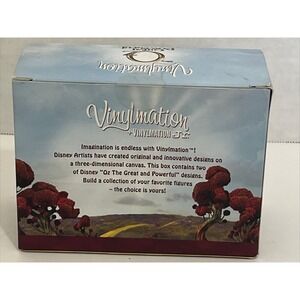 Vinylmation
Vinylmation
VINYLMATION JR.
Imagination is endless with Vinylmation™!
Disney Artists have created original and innovative designs on
a three-dimensional canvas. This box contains two
of Disney "Oz The Great and Powerful" designs.
Build a collection of your favorite figures
– the choice is yours!